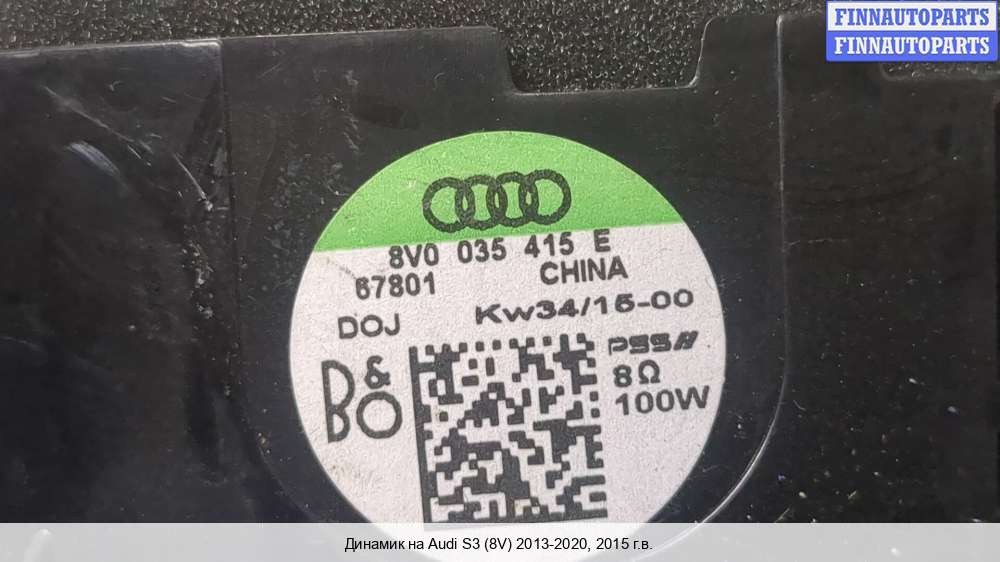 FINNAUTOPARTS
FINNAUTOPARTS
8V0 035 415 E
67801 CHINA
DOJ Kw34/15-00
B&O PSS
8Ω
100W
Динамик на Audi S3 (8V) 2013-2020, 2015 г.в.